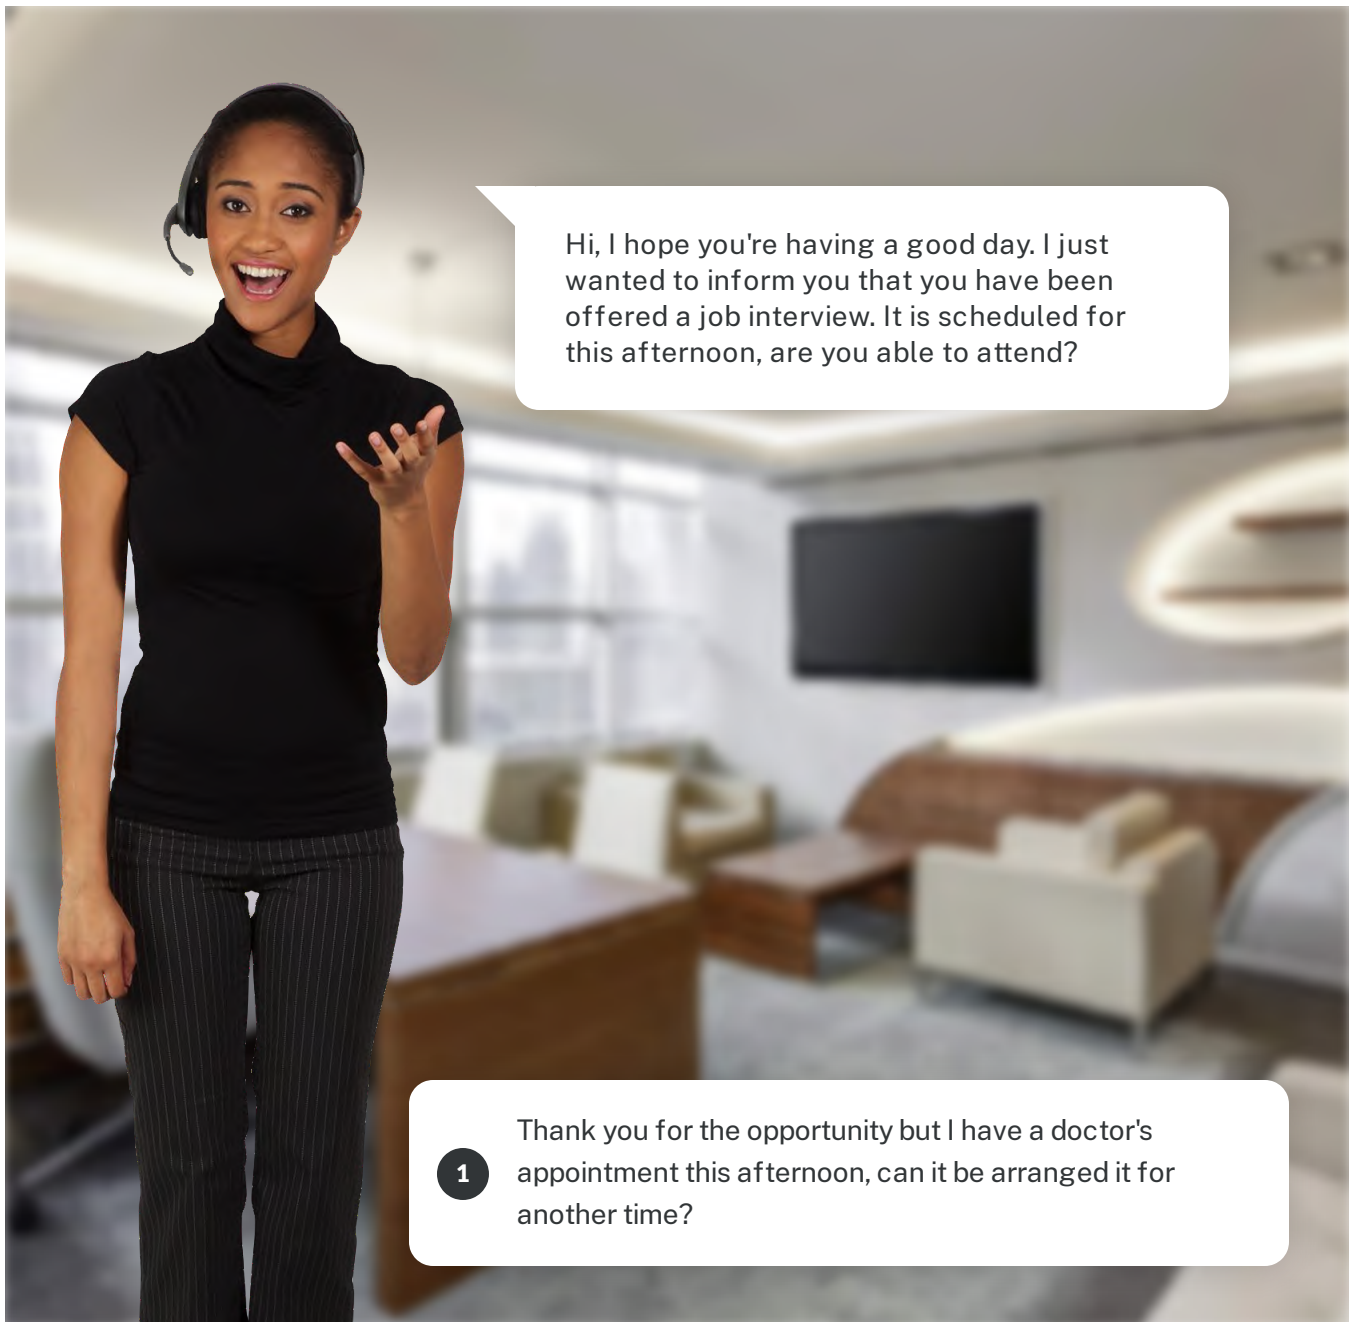 Hi, I hope you're having a good day. I just
wanted to inform you that you have been
offered a job interview. It is scheduled for
this afternoon, are you able to attend?
1
Thank you for the opportunity but I have a doctor's
appointment this afternoon, can it be arranged it for
another time?